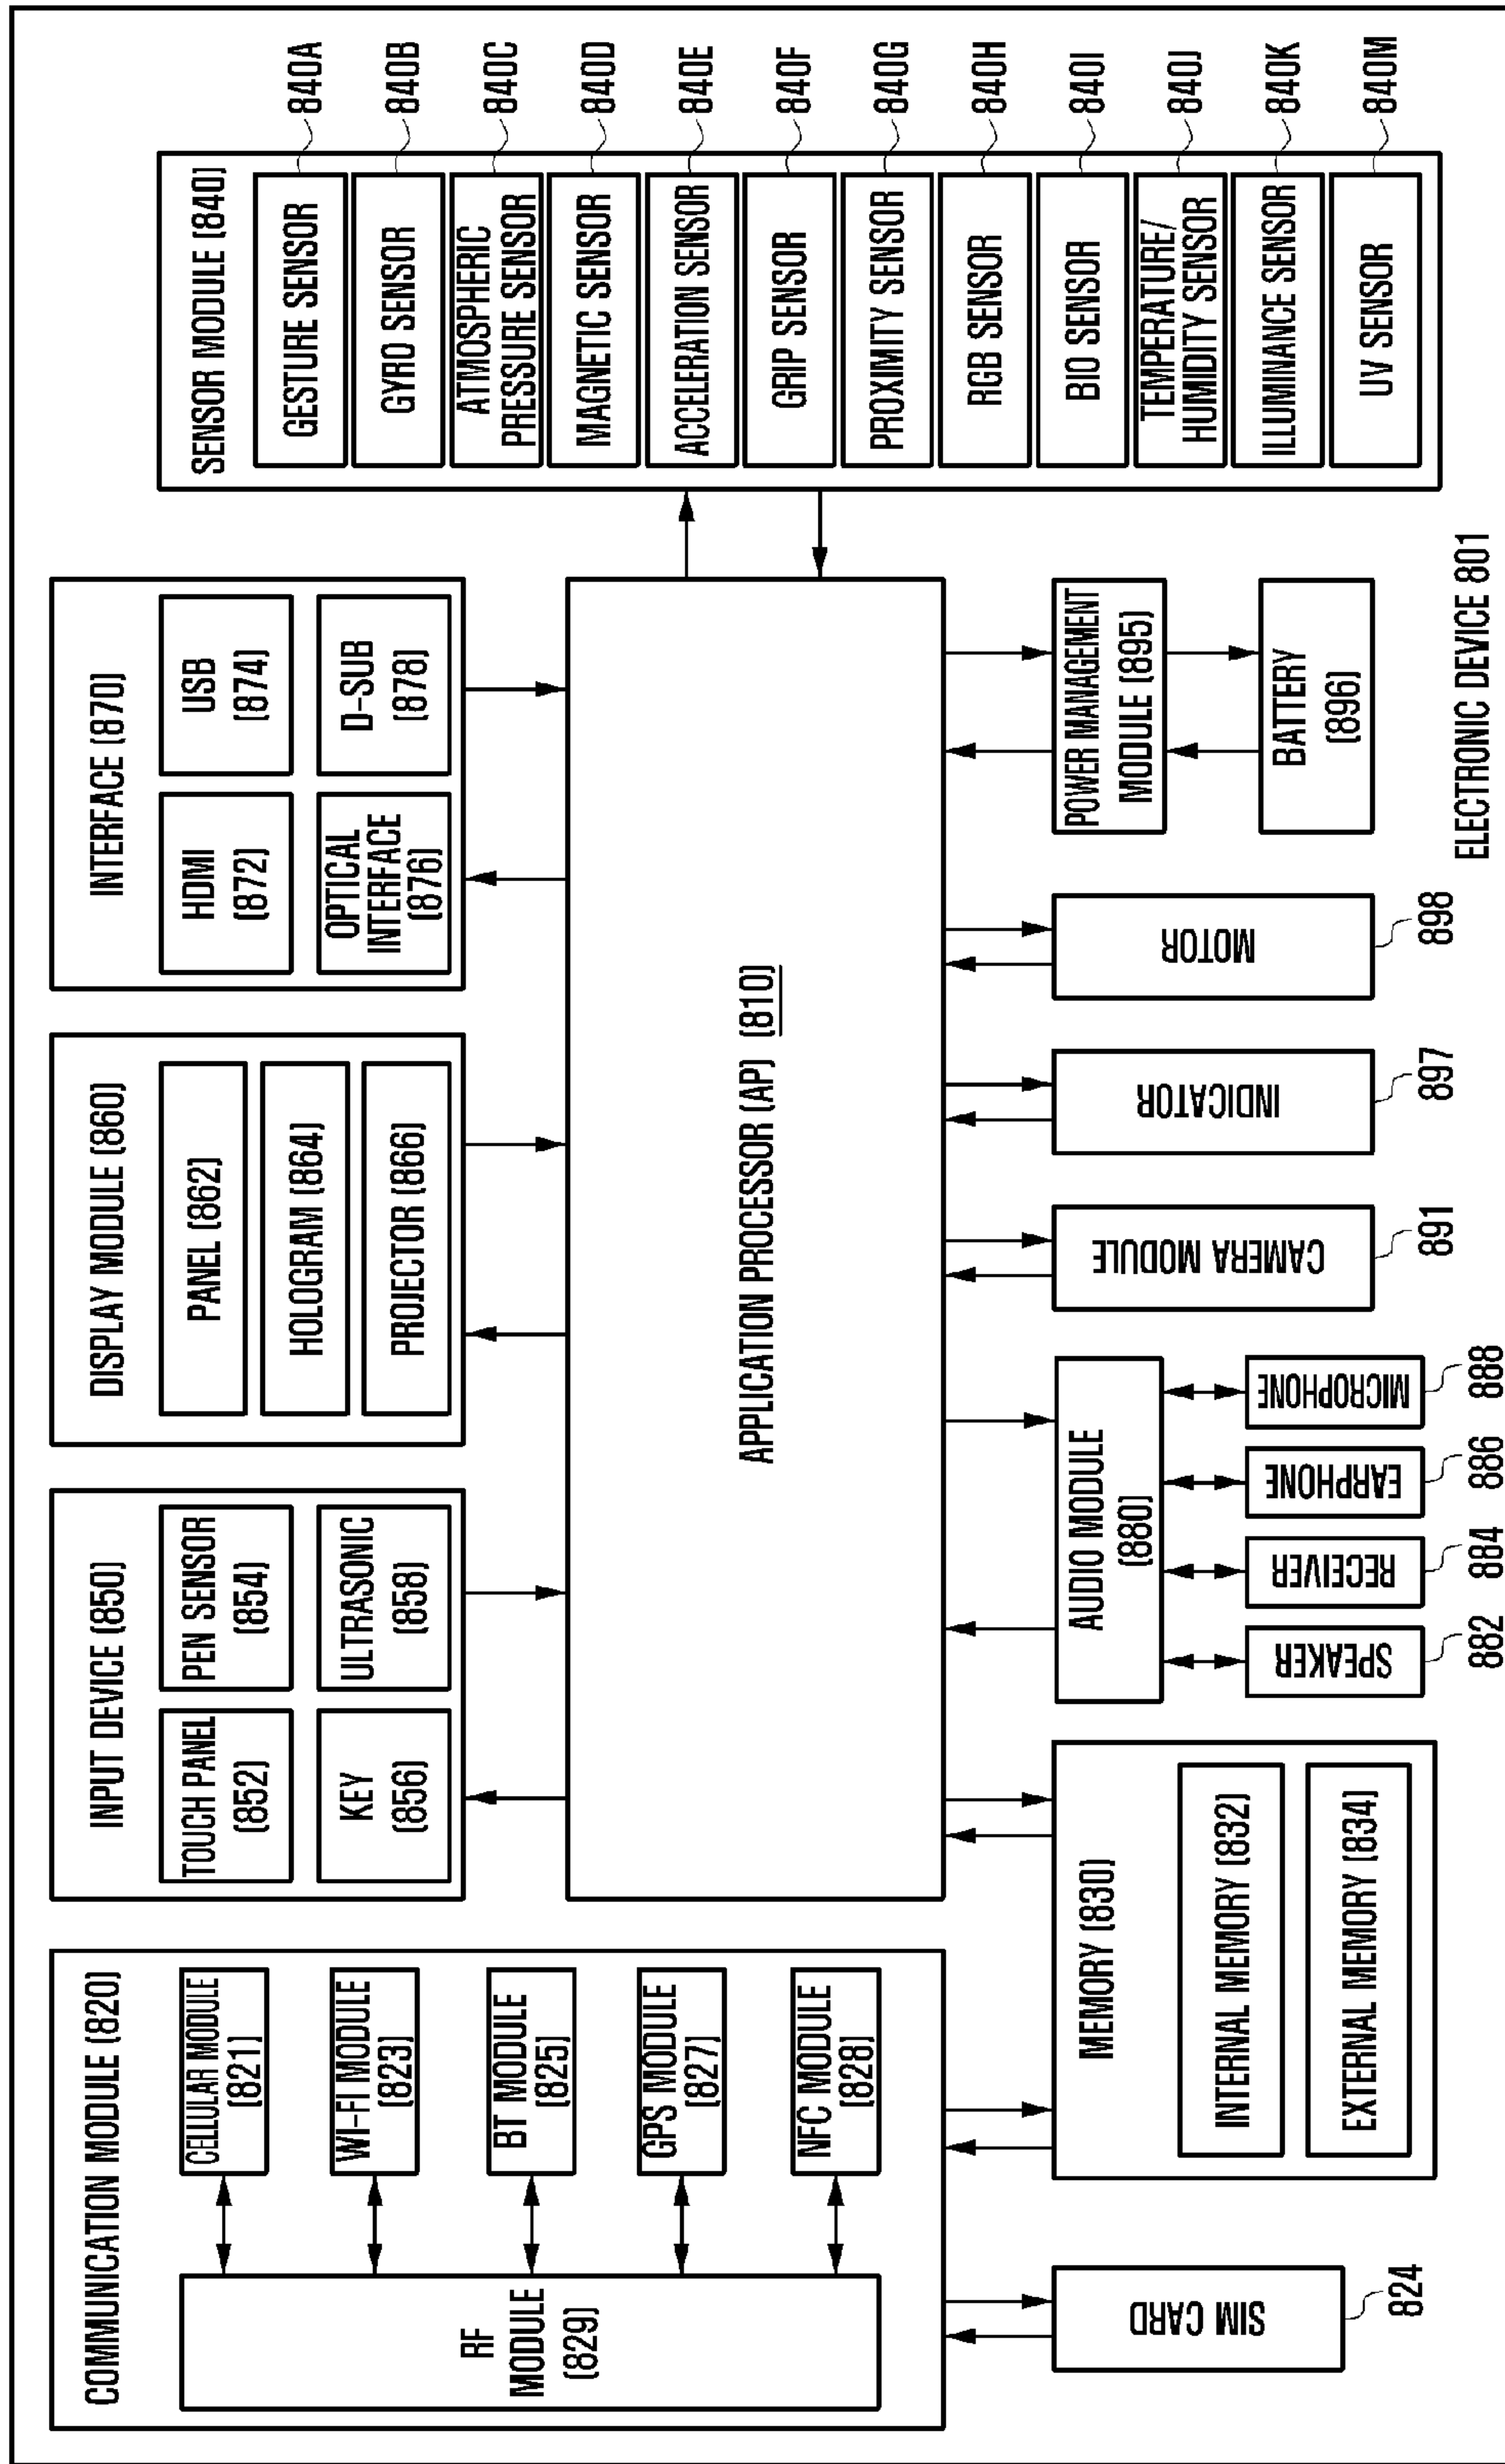 COMMUNICATION MODULE (820)
RF
MODULE
(829)
CELLULAR MODULE
(821)
WI-FI MODULE
(823)
BT MODULE
(825)
GPS MODULE
(827)
NFC MODULE
(828)
INPUT DEVICE (850)
TOUCH PANEL
(852)
PEN SENSOR
(854)
KEY
(856)
ULTRASONIC
(858)
DISPLAY MODULE (860)
PANEL (862)
HOLOGRAM (864)
PROJECTOR (866)
INTERFACE (870)
HDMI
(872)
USB
(874)
OPTICAL
INTERFACE
(876)
D-SUB
(878)
SENSOR MODULE (840)
GESTURE SENSOR
840A
GYRO SENSOR
840B
ATMOSPHERIC
PRESSURE SENSOR
840C
MAGNETIC SENSOR
840D
ACCELERATION SENSOR
840E
GRIP SENSOR
840F
PROXIMITY SENSOR
840G
RGB SENSOR
840H
BIO SENSOR
840I
TEMPERATURE/
HUMIDITY SENSOR
840J
ILLUMINANCE SENSOR
840K
UV SENSOR
840M
APPLICATION PROCESSOR (AP) (810)
SIM CARD
824
MEMORY (830)
INTERNAL MEMORY (832)
EXTERNAL MEMORY (834)
AUDIO MODULE
(880)
SPEAKER
882
RECEIVER
884
EARPHONE
886
MICROPHONE
888
CAMERA MODULE
891
INDICATOR
897
MOTOR
898
POWER MANAGEMENT
MODULE (895)
BATTERY
(896)
ELECTRONIC DEVICE 801